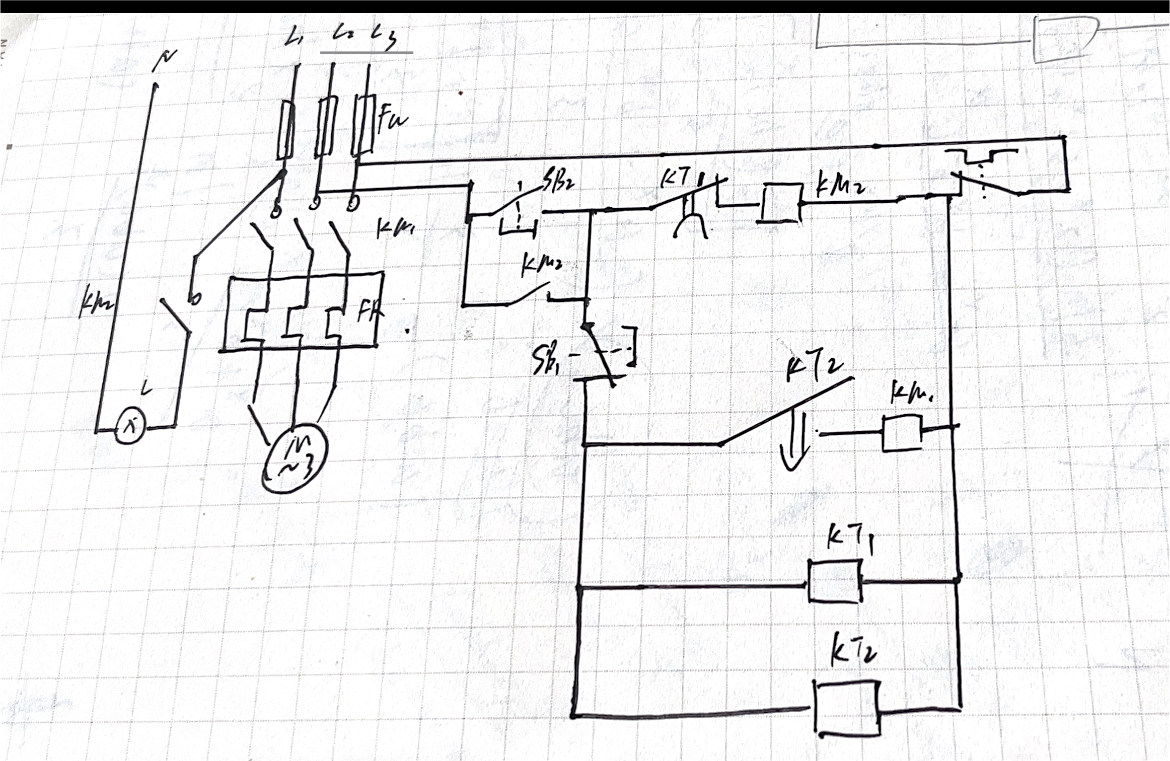 L₁ L₂ L₃
N
Fu
SB₂
KT₁
KM₂
KM₁
KM₂
KM₂
FR
SB₁
KT2
KM₁
L
M
~3
KT₁
KT₂